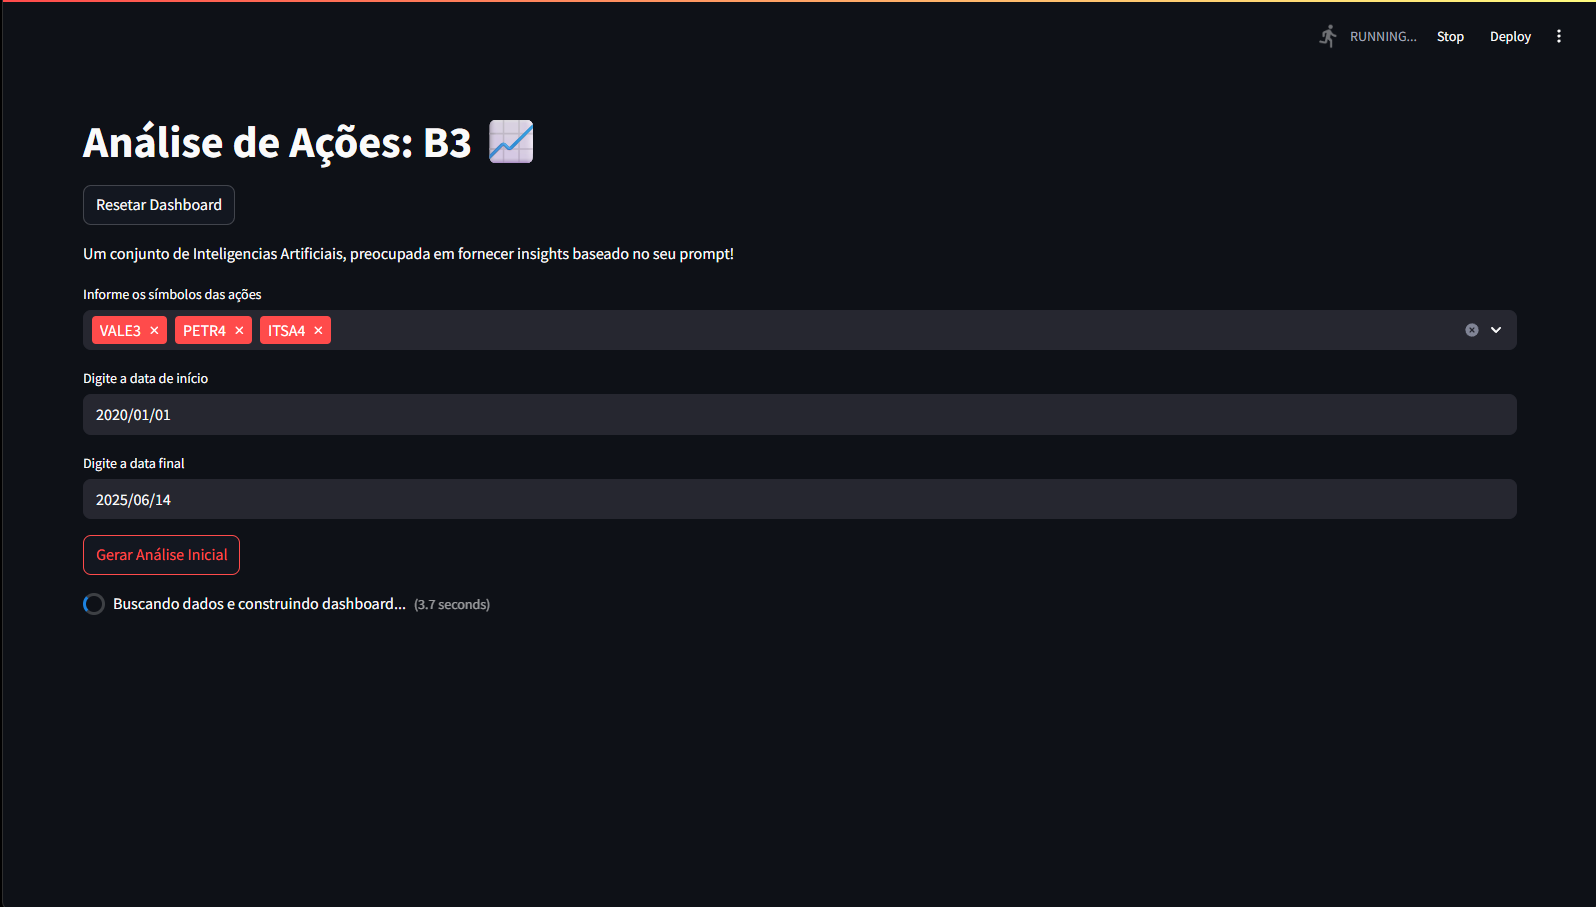 RUNNING... Stop Deploy
Análise de Ações: B3
Resetar Dashboard
Um conjunto de Inteligencias Artificiais, preocupada em fornecer insights baseado no seu prompt!
Informe os símbolos das ações
VALE3 PETR4 ITSA4
Digite a data de início
2020/01/01
Digite a data final
2025/06/14
Gerar Análise Inicial
Buscando dados e construindo dashboard... (3.7 seconds)